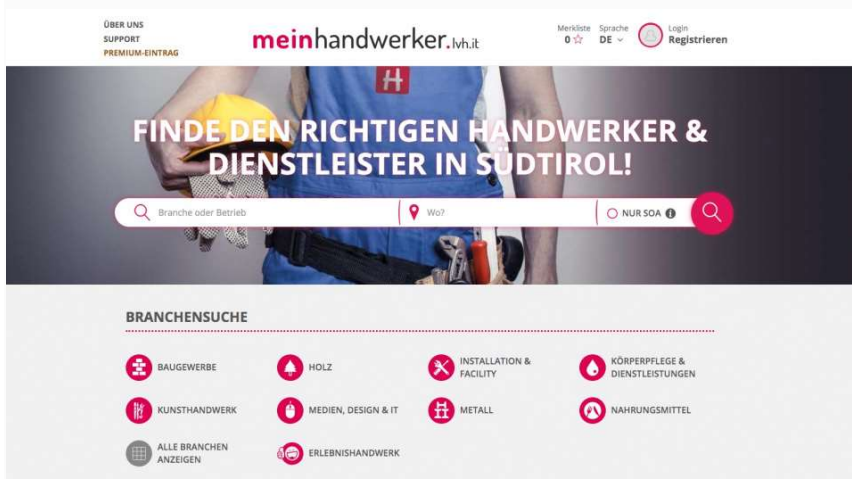 ÜBER UNS
SUPPORT
PREMIUM-EINTRAG
meinhandwerker.lvh.it
Merkliste
0
Sprache
DE
Login
Registrieren
FINDE DEN RICHTIGEN HANDWERKER &
DIENSTLEISTER IN SÜDTIROL!
Branche oder Betrieb
Wo?
NUR SOA i
BRANCHENSUCHE
BAUGEWERBE
HOLZ
INSTALLATION &
FACILITY
KÖRPERPFLEGE &
DIENSTLEISTUNGEN
KUNSTHANDWERK
MEDIEN, DESIGN & IT
METALL
NAHRUNGSMITTEL
ALLE BRANCHEN
ANZEIGEN
ERLEBNISHANDWERK